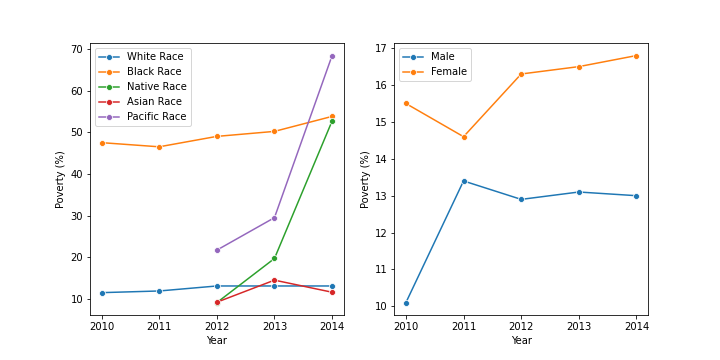 70
60
50
40
30
20
10
Poverty (%)
White Race
Black Race
Native Race
Asian Race
Pacific Race
2010 2011 2012 2013 2014
Year
17
16
15
14
13
12
11
10
Poverty (%)
Male
Female
2010 2011 2012 2013 2014
Year